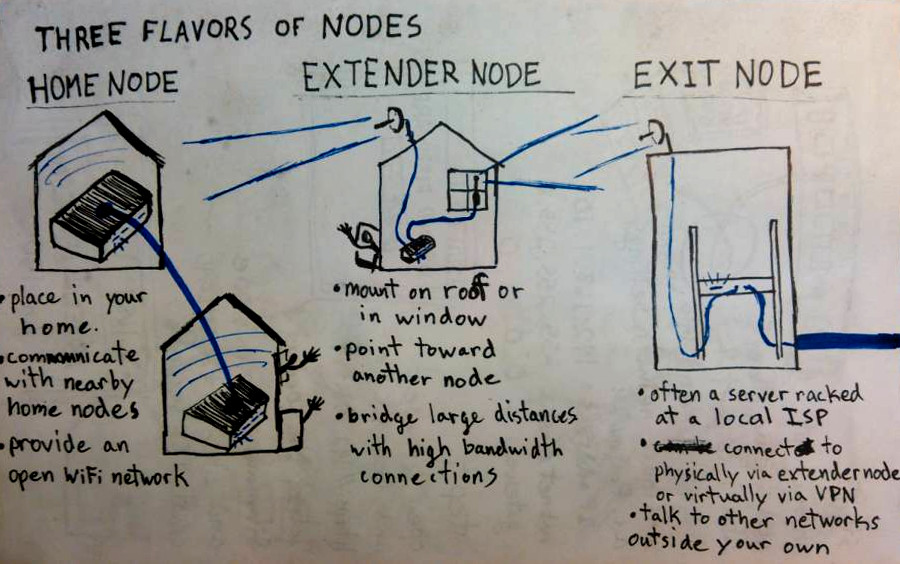 THREE FLAVORS OF NODES
HOME NODE
• place in your
home.
• communicate
with nearby
home nodes
• provide an
open WiFi network
EXTENDER NODE
• mount on roof or
in window
• point toward
another node
• bridge large distances
with high bandwidth
connections
EXIT NODE
• often a server racked
at a local ISP
• connect to
physically via extender node
or virtually via VPN
• talk to other networks
outside your own